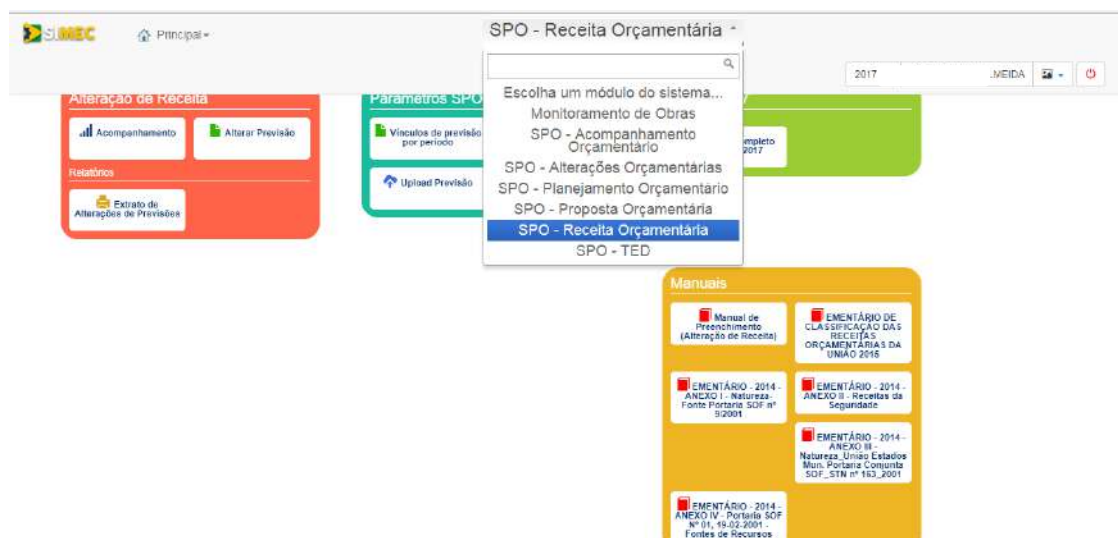 SIMEC
Principal
SPO - Receita Orçamentária
2017
.MEIDA
Escolha um módulo do sistema...
Monitoramento de Obras
SPO - Acompanhamento
Orçamentário
SPO - Alterações Orçamentárias
SPO - Planejamento Orçamentário
SPO - Proposta Orçamentária
SPO - Receita Orçamentária
SPO - TED
Alteração de Receita
Acompanhamento
Alterar Previsão
Relatórios
Extrato de
Alterações de Previsões
Parâmetros SPO
Vínculos de previsão
por período
Upload Previsão
mpleto
2017
Manuais
Manual de
Preenchimento
(Alteração de Receita)
EMENTÁRIO DE
CLASSIFICAÇÃO DAS
RECEITAS
ORÇAMENTÁRIAS DA
UNIÃO 2015
EMENTÁRIO - 2014 -
ANEXO I - Natureza-
Fonte Portaria SOF nº
9/2001
EMENTÁRIO - 2014 -
ANEXO II - Receitas da
Seguridade
EMENTÁRIO - 2014 -
ANEXO III -
Natureza_União Estados
Mun. Portaria Conjunta
SOF_STN nº 163_2001
EMENTÁRIO - 2014 -
ANEXO IV - Portaria SOF
Nº 01, 19-02-2001 -
Fontes de Recursos